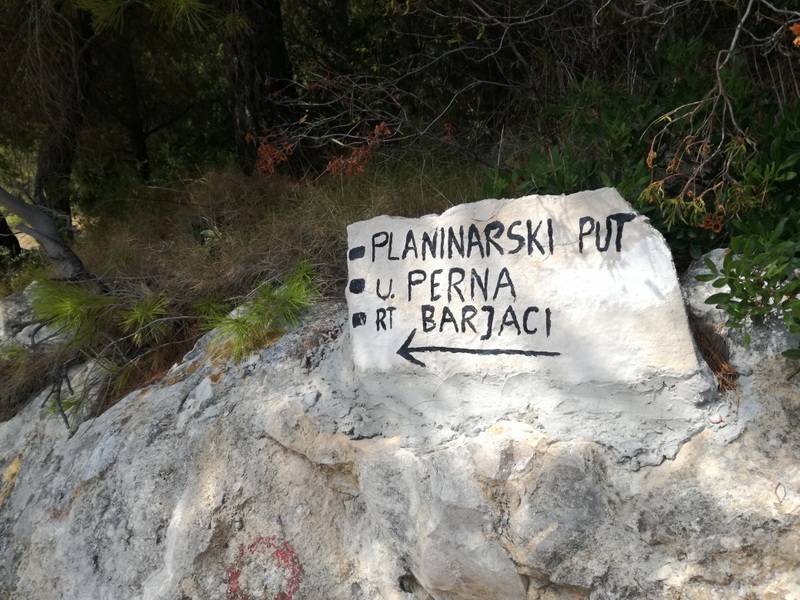 PLANINARSKI PUT
U. PERNA
RT BARJACI